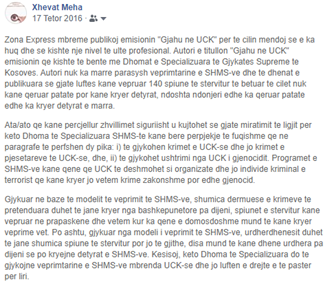 Xhevat Meha
17 Tetor 2016 ·
Zona Express mbreme publikoj emisionin "Gjahu ne UCK" per te cilin mendoj se e ka
huq dhe se kishte nje nivel te ulte profesional. Autori e titullon "Gjahu ne UCK"
emisionin qe kishte te bente me Dhomat e Specializuara te Gjykates Supreme te
Kosoves. Autori nuk ka marre parasysh veprimtarine e SHMS-ve dhe te dhenat e
publikuara se gjate luftes kane vepruar 140 spiune te stervitur te betuar te cilet nuk
kane qeruar patate por kane kryer detyrat, ndoshta ndonjeri edhe ka qeruar patate
edhe ka kryer detyrat e marra.
Ata/ato qe kane percjellur zhvillimet siguriisht u kujtohet se gjate miratimit te ligjit per
keto Dhoma te Specializuara SHMS-te kane bere perpjekje te fuqishme qe ne
paragrafe te perfshen dy pika: i) te gjykohen krimet e UCK-se dhe jo krimet e
pjesetareve te UCK-se, dhe, ii) te gjykohet ushtrimi nga UCK i gjenocidit. Programet e
SHMS-ve kane qene qe UCK te deshmohet si organizate dhe jo individe kriminal e
terrorist qe kane kryer jo vetem krime zakonshme por edhe gjenocid.
Gjykuar ne baze te modelit te veprimit te SHMS-ve, shumica dermuese e krimeve te
pretenduara duhet te jane kryer nga bashkepunetore pa dijeni, spiunet e stervitur kane
vepruar ne prapaskene dhe vetem kur ka qene e domosdoshme mund te kane kryer
veprime vet. Po ashtu, gjykuar nga modeli i veprimit te SHMS-ve, urdherdhenesit duhet
te jane shumica spiune te stervitur por jo te gjithe, disa mund te kane dhene urdhera pa
dijeni se po kryejne detyrat e SHMS-ve. Kesisoj, keto Dhoma te Specializuara do te
gjykojne veprimtarine e SHMS-ve mbrenda UCK-se dhe jo luften e drejte e te paster
per liri.